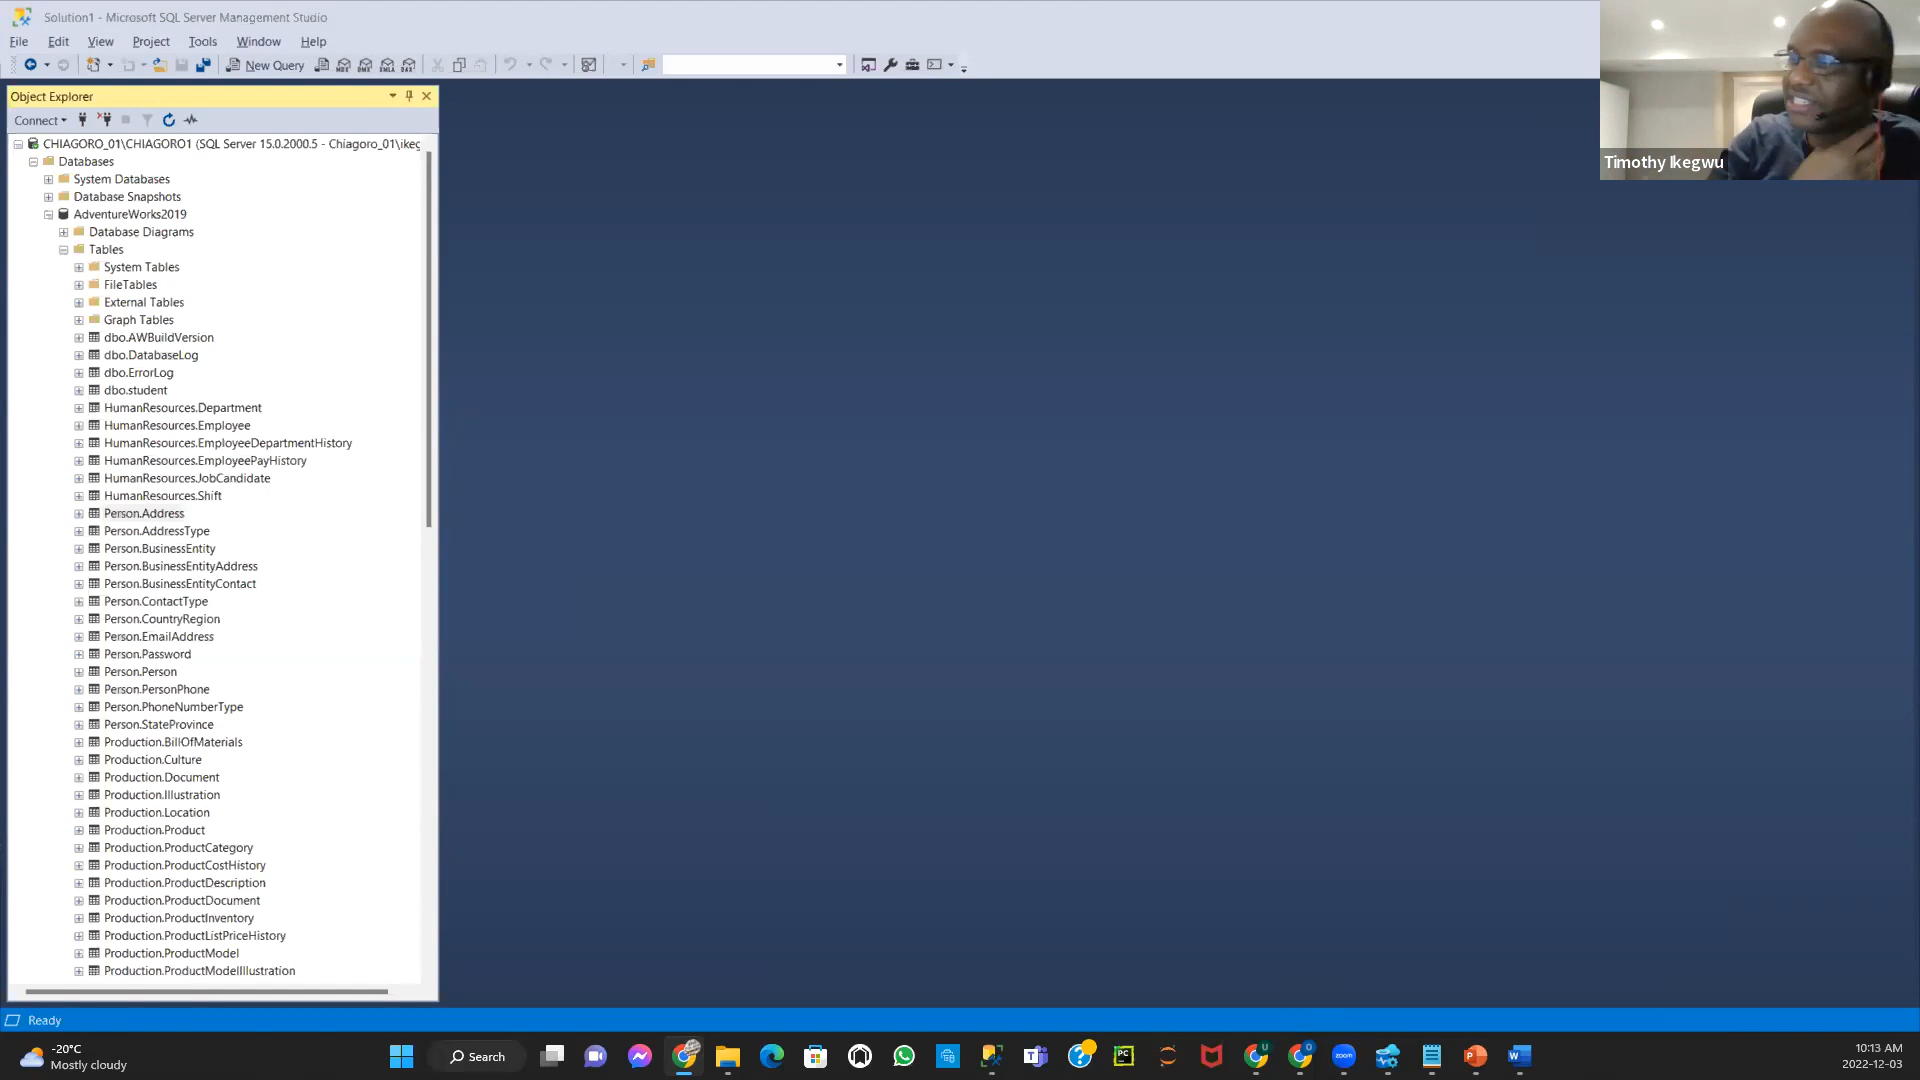 Solution1 - Microsoft SQL Server Management Studio
File Edit View Project Tools Window Help
New Query
Object Explorer
Connect
CHIAGORO_01\CHIAGORO1 (SQL Server 15.0.2000.5 - Chiagoro_01\ikeg
Databases
System Databases
Database Snapshots
AdventureWorks2019
Database Diagrams
Tables
System Tables
FileTables
External Tables
Graph Tables
dbo.AWBuildVersion
dbo.DatabaseLog
dbo.ErrorLog
dbo.student
HumanResources.Department
HumanResources.Employee
HumanResources.EmployeeDepartmentHistory
HumanResources.EmployeePayHistory
HumanResources.JobCandidate
HumanResources.Shift
Person.Address
Person.AddressType
Person.BusinessEntity
Person.BusinessEntityAddress
Person.BusinessEntityContact
Person.ContactType
Person.CountryRegion
Person.EmailAddress
Person.Password
Person.Person
Person.PersonPhone
Person.PhoneNumberType
Person.StateProvince
Production.BillOfMaterials
Production.Culture
Production.Document
Production.Illustration
Production.Location
Production.Product
Production.ProductCategory
Production.ProductCostHistory
Production.ProductDescription
Production.ProductDocument
Production.ProductInventory
Production.ProductListPriceHistory
Production.ProductModel
Production.ProductModelIllustration
Timothy Ikegwu
Ready
-20°C
Mostly cloudy
Search
10:13 AM
2022-12-03